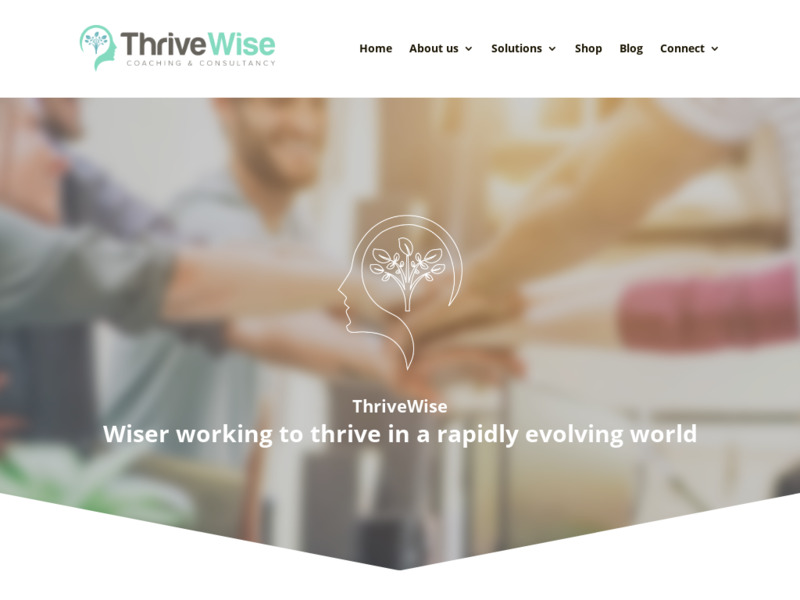 ThriveWise
COACHING & CONSULTANCY
Home About us Solutions Shop Blog Connect
ThriveWise
Wiser working to thrive in a rapidly evolving world